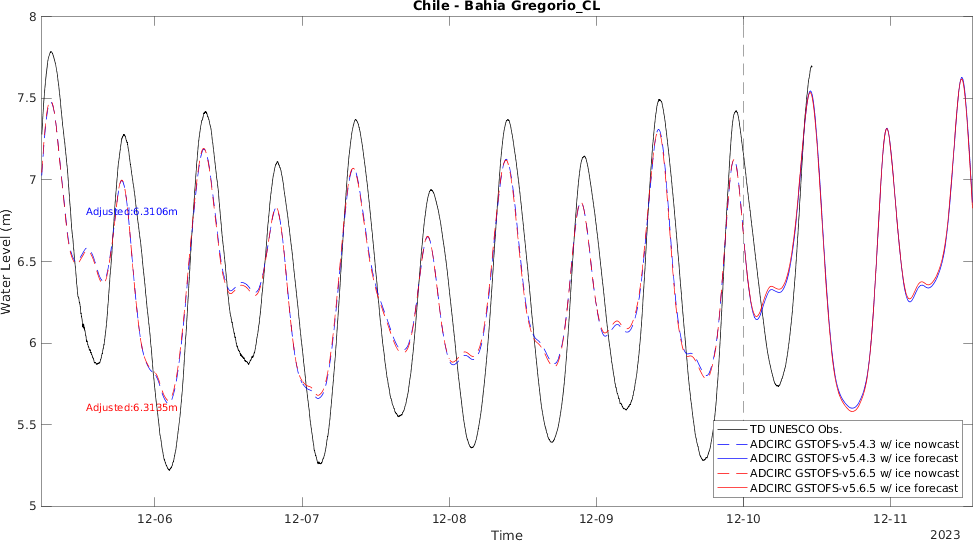 Chile - Bahia Gregorio_CL
8
7.5
7
6.5
6
5.5
5
Water Level (m)
Adjusted:6.3106m
Adjusted:6.3135m
TD UNESCO Obs.
ADCIRC GSTOFS-v5.4.3 w/ ice nowcast
ADCIRC GSTOFS-v5.4.3 w/ ice forecast
ADCIRC GSTOFS-v5.6.5 w/ ice nowcast
ADCIRC GSTOFS-v5.6.5 w/ ice forecast
12-06 12-07 12-08 12-09 12-10 12-11
Time
2023